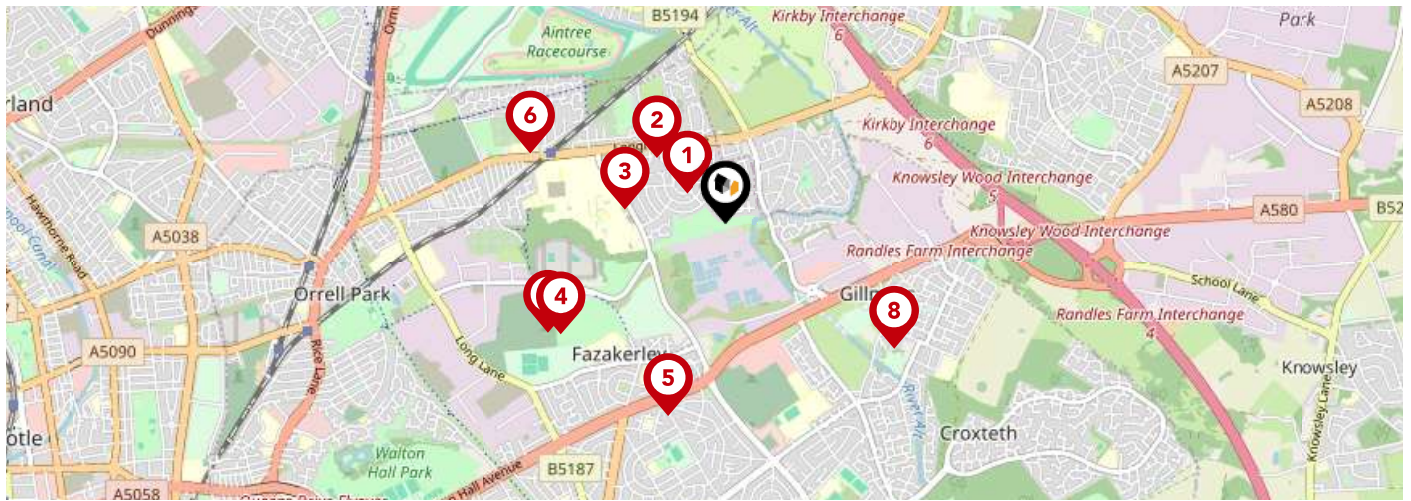 B5194
Kirkby Interchange
6
Park
Aintree
Racecourse
A5207
A5208
6
2
Kirkby Interchange
6
1
3
Knowsley Wood Interchange
5
A580
Hawthorne Road
A5038
Knowsley Wood Interchange
Randles Farm Interchange
School Lane
Orrell Park
4
Gillm
8
Randles Farm Interchange
4
A5090
Rice Lane
Long Lane
Fazakerley
5
Knowsley
Knowsley Lane
River Alt
Croxteth
Walton
Hall Park
B5187
A5058